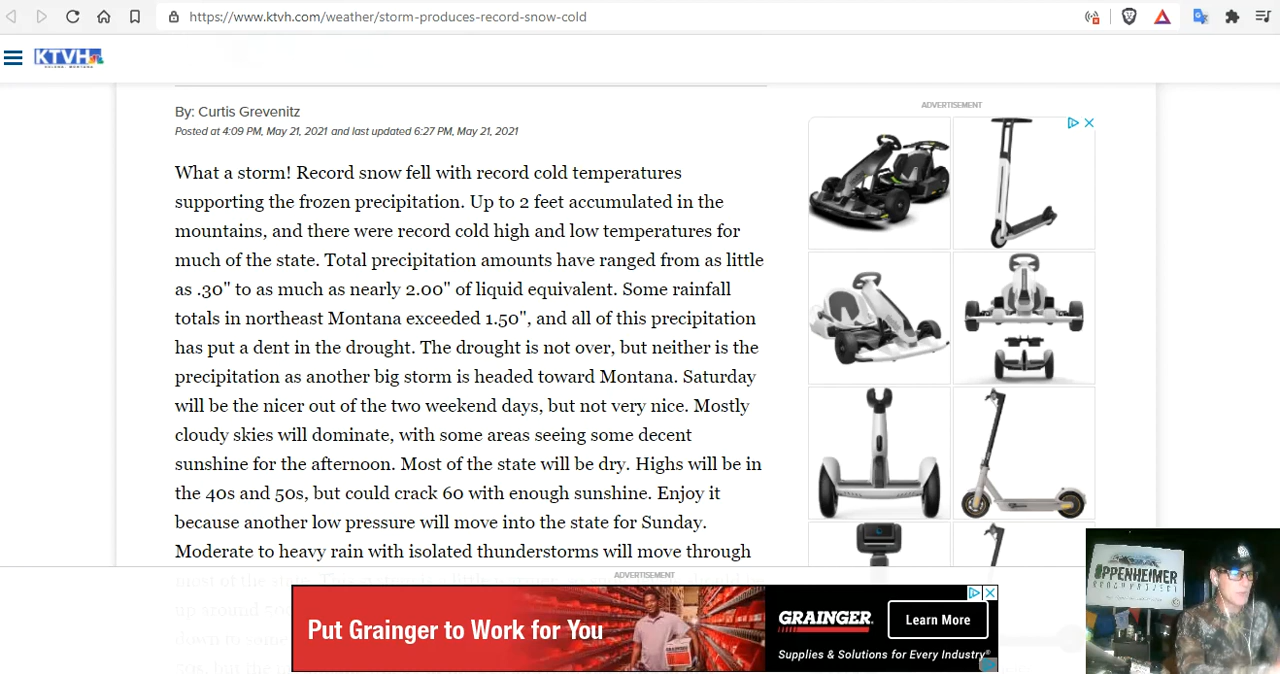 https://www.ktvh.com/weather/storm-produces-record-snow-cold
KTVH
By: Curtis Grevenitz
Posted at 4:09 PM, May 21, 2021 and last updated 6:27 PM, May 21, 2021
What a storm! Record snow fell with record cold temperatures
supporting the frozen precipitation. Up to 2 feet accumulated in the
mountains, and there were record cold high and low temperatures for
much of the state. Total precipitation amounts have ranged from as little
as .30" to as much as nearly 2.00" of liquid equivalent. Some rainfall
totals in northeast Montana exceeded 1.50", and all of this precipitation
has put a dent in the drought. The drought is not over, but neither is the
precipitation as another big storm is headed toward Montana. Saturday
will be the nicer out of the two weekend days, but not very nice. Mostly
cloudy skies will dominate, with some areas seeing some decent
sunshine for the afternoon. Most of the state will be dry. Highs will be in
the 40s and 50s, but could crack 60 with enough sunshine. Enjoy it
because another low pressure will move into the state for Sunday.
Moderate to heavy rain with isolated thunderstorms will move through
ADVERTISEMENT
ADVERTISEMENT
Put Grainger to Work for You
GRAINGER
Learn More
Supplies & Solutions for Every Industry
OPPENHEIMER